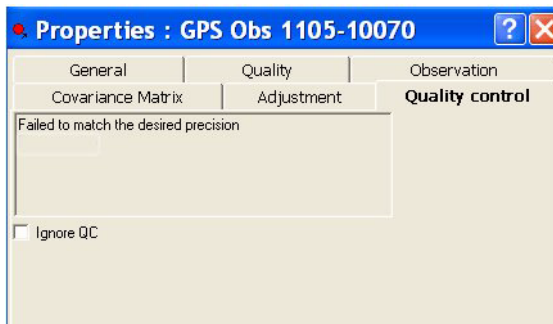 Properties : GPS Obs 1105-10070
General
Quality
Observation
Covariance Matrix
Adjustment
Quality control
Failed to match the desired precision
Ignore QC